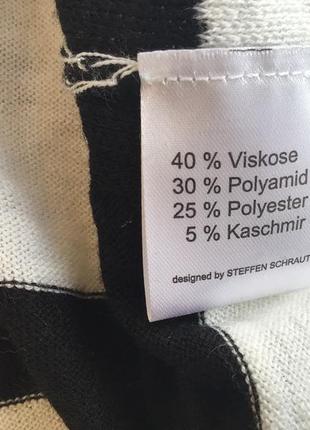 40 % Viskose
30 % Polyamid
25 % Polyester
5 % Kaschmir
designed by STEFFEN SCHRAUT